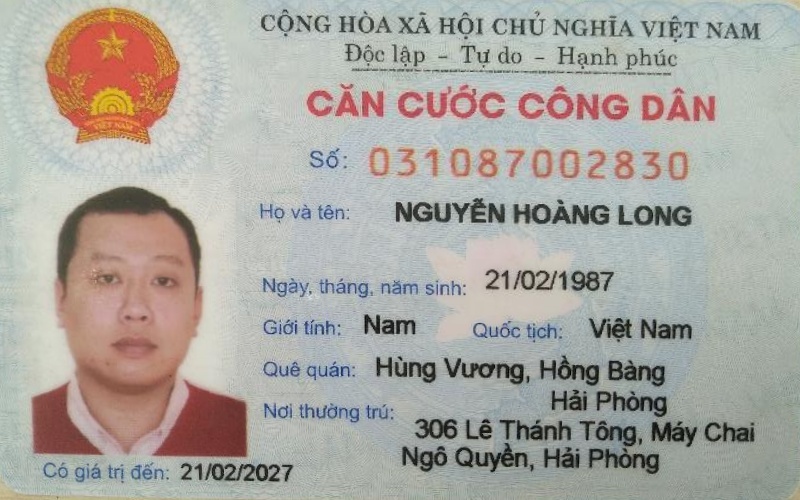 CỘNG HÒA XÃ HỘI CHỦ NGHĨA VIỆT NAM
Độc lập - Tự do - Hạnh phúc
CĂN CƯỚC CÔNG DÂN
Số: 031087002830
Họ và tên: NGUYỄN HOÀNG LONG
Ngày, tháng, năm sinh: 21/02/1987
Giới tính: Nam Quốc tịch: Việt Nam
Quê quán: Hùng Vương, Hồng Bàng
Hải Phòng
Nơi thường trú: 306 Lê Thánh Tông, Máy Chai
Ngô Quyền, Hải Phòng
Có giá trị đến: 21/02/2027
VIỆT NAM